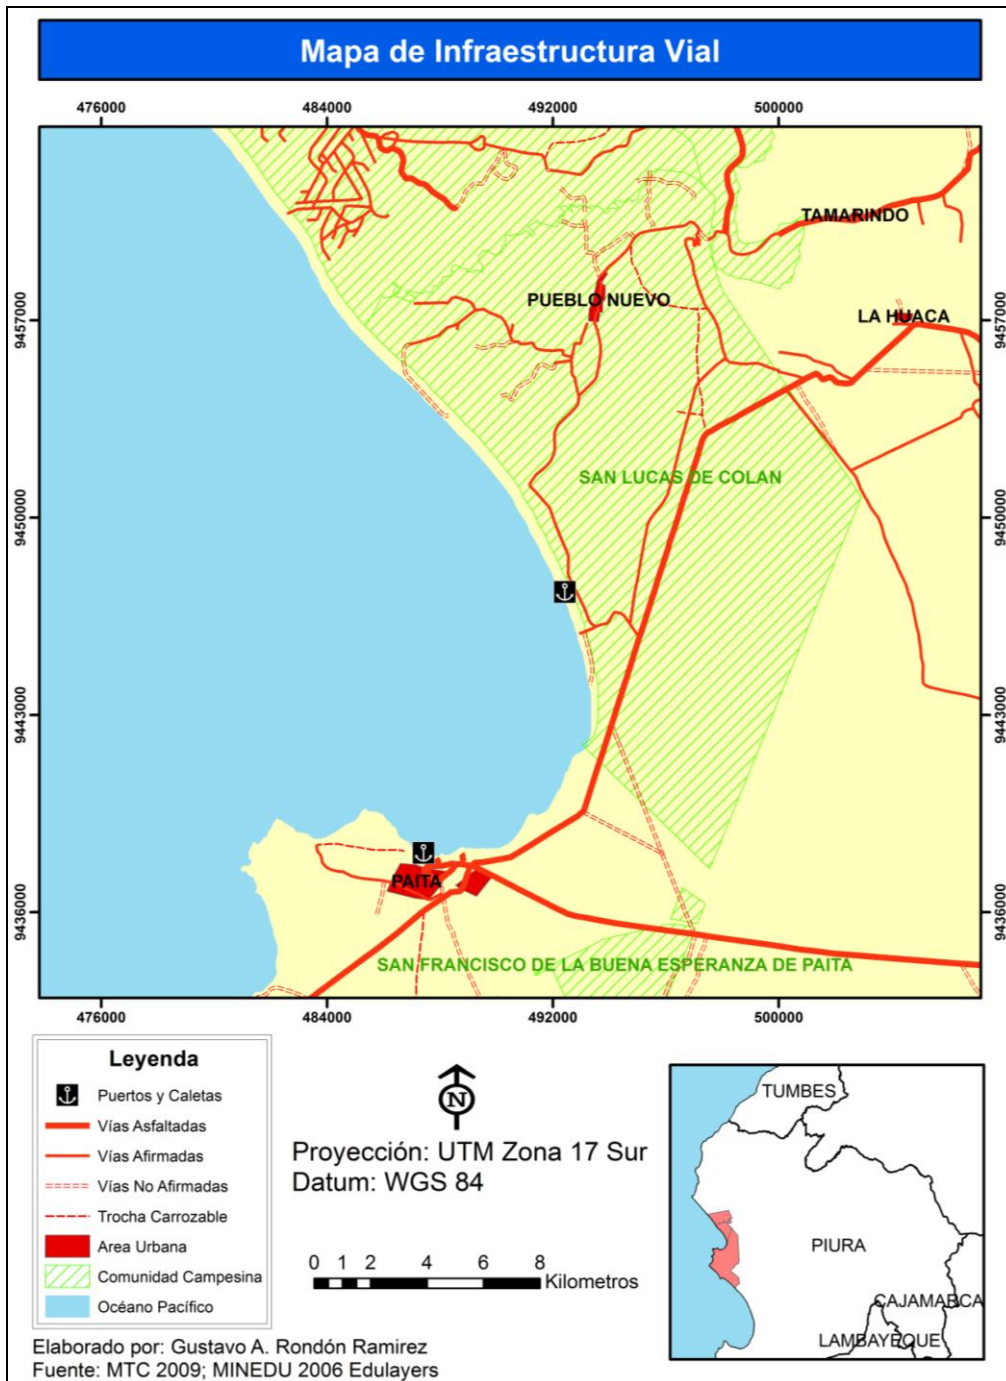 Mapa de Infraestructura Vial
476000 484000 492000 500000
TAMARINDO
PUEBLO NUEVO
LA HUACA
9457000 9457000
SAN LUCAS DE COLAN
9450000 9450000
9443000 9443000
PAITA
9436000 9436000
SAN FRANCISCO DE LA BUENA ESPERANZA DE PAITA
476000 484000 492000 500000
Leyenda
Puertos y Caletas
Vías Asfaltadas
Vías Afirmadas
Vías No Afirmadas
Trocha Carrozable
Area Urbana
Comunidad Campesina
Océano Pacífico
N
Proyección: UTM Zona 17 Sur
Datum: WGS 84
0 1 2 4 6 8
Kilometros
TUMBES
PIURA
CAJAMARCA
LAMBAYEQUE
Elaborado por: Gustavo A. Rondón Ramirez
Fuente: MTC 2009; MINEDU 2006 Edulayers